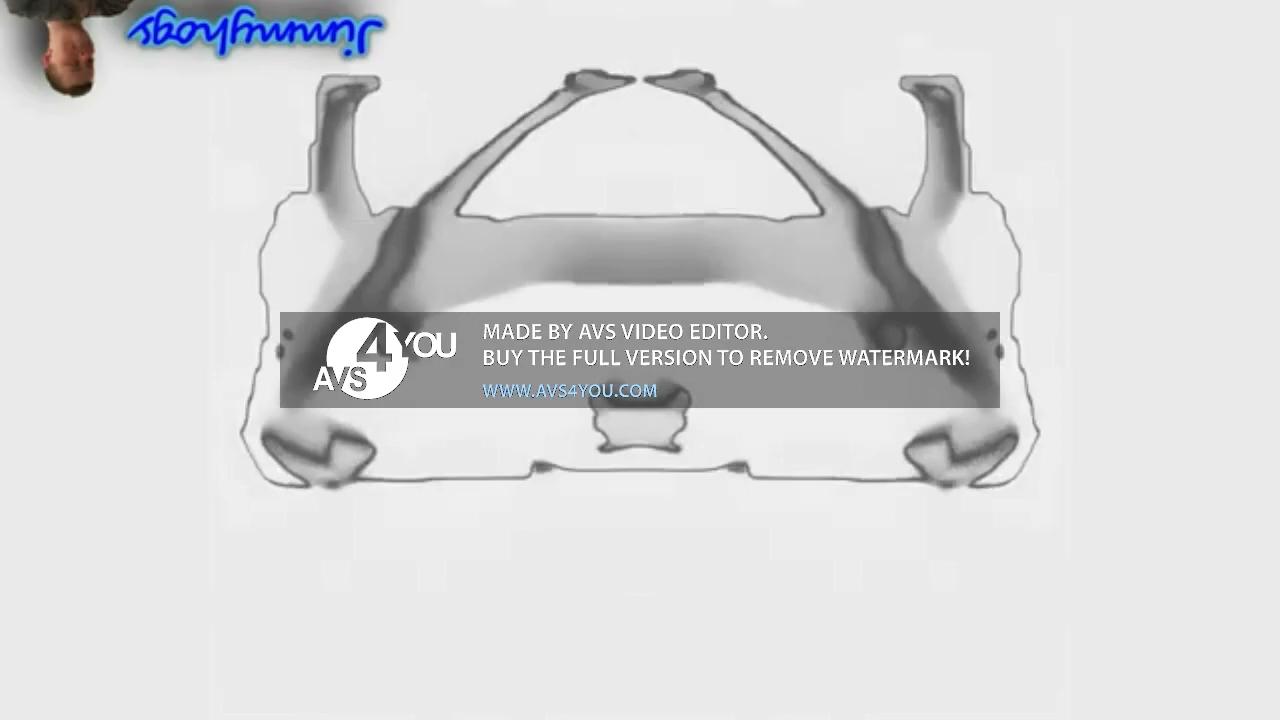 Jimmyhogs
AVS4YOU
MADE BY AVS VIDEO EDITOR.
BUY THE FULL VERSION TO REMOVE WATERMARK!
WWW.AVS4YOU.COM